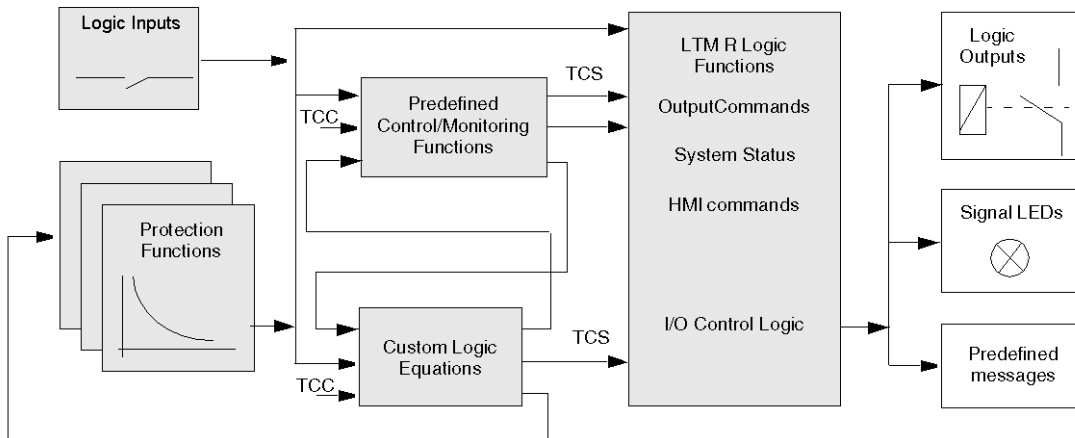 Logic Inputs
Protection
Functions
TCC
Predefined
Control/Monitoring
Functions
TCS
TCC
Custom Logic
Equations
TCS
LTM R Logic
Functions
OutputCommands
System Status
HMI commands
I/O Control Logic
Logic
Outputs
Signal LEDs
Predefined
messages